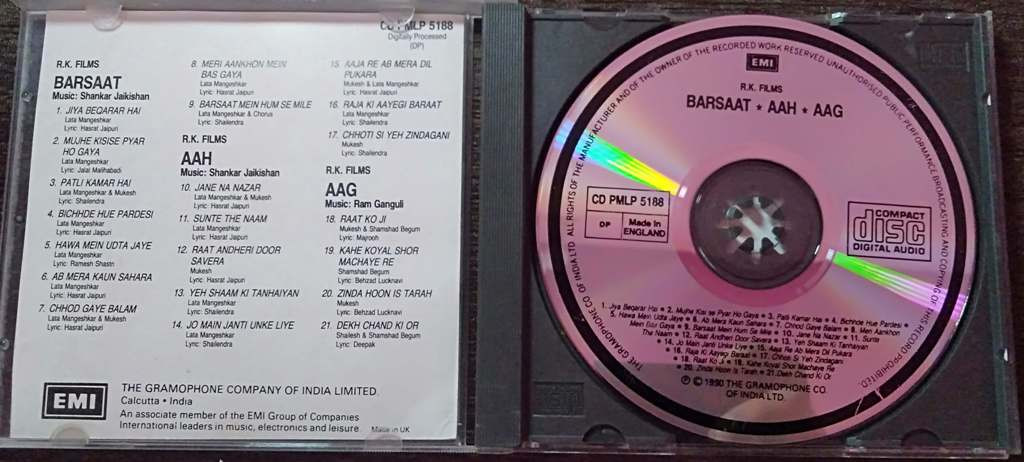 CD PMLP 5188
Digitally Processed
(DP)
R.K. FILMS
BARSAAT
Music: Shankar Jaikishan
1. JIYA BEQARAR HAI
Lata Mangeshkar
Lyric: Hasrat Jaipuri
2. MUJHE KISISE PYAR
HO GAYA
Lata Mangeshkar
Lyric: Jalal Malihabadi
3. PATLI KAMAR HAI
Lata Mangeshkar & Mukesh
Lyric: Shailendra
4. BICHHDE HUE PARDESI
Lata Mangeshkar
Lyric: Hasrat Jaipuri
5. HAWA MEIN UDTA JAYE
Lata Mangeshkar
Lyric: Ramesh Shastri
6. AB MERA KAUN SAHARA
Lata Mangeshkar
Lyric: Hasrat Jaipuri
7. CHHOD GAYE BALAM
Lata Mangeshkar & Mukesh
Lyric: Hasrat Jaipuri
8. MERI AANKHON MEIN
BAS GAYA
Lata Mangeshkar
Lyric: Hasrat Jaipuri
9. BARSAAT MEIN HUM SE MILE
Lata Mangeshkar & Chorus
Lyric: Shailendra
R.K. FILMS
AAH
Music: Shankar Jaikishan
10. JANE NA NAZAR
Lata Mangeshkar & Mukesh
Lyric: Hasrat Jaipuri
11. SUNTE THE NAAM
Lata Mangeshkar
Lyric: Hasrat Jaipuri
12. RAAT ANDHERI DOOR
SAVERA
Mukesh
Lyric: Hasrat Jaipuri
13. YEH SHAAM KI TANHAIYAN
Lata Mangeshkar
Lyric: Shailendra
14. JO MAIN JANTI UNKE LIYE
Lata Mangeshkar
Lyric: Shailendra
15. AAJA RE AB MERA DIL
PUKARA
Mukesh & Lata Mangeshkar
Lyric: Hasrat Jaipuri
16. RAJA KI AAYEGI BARAAT
Lata Mangeshkar
Lyric: Shailendra
17. CHHOTI SI YEH ZINDAGANI
Mukesh
Lyric: Shailendra
R.K. FILMS
AAG
Music: Ram Ganguli
18. RAAT KO JI
Mukesh & Shamshad Begum
Lyric: Majrooh
19. KAHE KOYAL SHOR
MACHAYE RE
Shamshad Begum
Lyric: Behzad Lucknavi
20. ZINDA HOON IS TARAH
Mukesh
Lyric: Behzad Lucknavi
21. DEKH CHAND KI OR
Shailesh & Shamshad Begum
Lyric: Deepak
EMI
THE GRAMOPHONE COMPANY OF INDIA LIMITED
Calcutta • India
An associate member of the EMI Group of Companies
International leaders in music, electronics and leisure. Made in UK
ALL RIGHTS OF THE MANUFACTURER AND OF THE OWNER OF THE RECORDED WORK RESERVED UNAUTHORISED PUBLIC PERFORMANCE BROADCASTING AND COPYING OF THIS RECORD PROHIBITED.
THE GRAMOPHONE CO. OF INDIA LTD.
EMI
R.K. FILMS
BARSAAT ★ AAH ★ AAG
CD PMLP 5188
DP
Made in
ENGLAND
COMPACT
disc
DIGITAL AUDIO
1. Jiya Beqarar Hai • 2. Mujhe Kisi se Pyar Ho Gaya • 3. Patli Kamar Hai • 4. Bichhde Hue Pardesi
• 5. Hawa Mein Udta Jaye • 6. Ab Mera Kaun Sahara • 7. Chhod Gaye Balam • 8. Meri Aankhon
Mein Bas Gaya • 9. Barsaat Mein Hum Se Mile • 10. Jane Na Nazar • 11. Sunte
The Naam • 12. Raat Andheri Door Savera • 13. Yeh Shaam Ki Tanhaiyan
• 14. Jo Main Janti Unke Liye • 15. Aaja Re Ab Mera Dil Pukara
• 16. Raja Ki Aayegi Baraat • 17. Chhoti Si Yeh Zindagani
• 18. Raat Ko Ji • 19. Kahe Koyal Shor Machaye Re
• 20. Zinda Hoon Is Tarah • 21. Dekh Chand Ki Or
Ⓟ © 1990 THE GRAMOPHONE CO.
OF INDIA LTD.